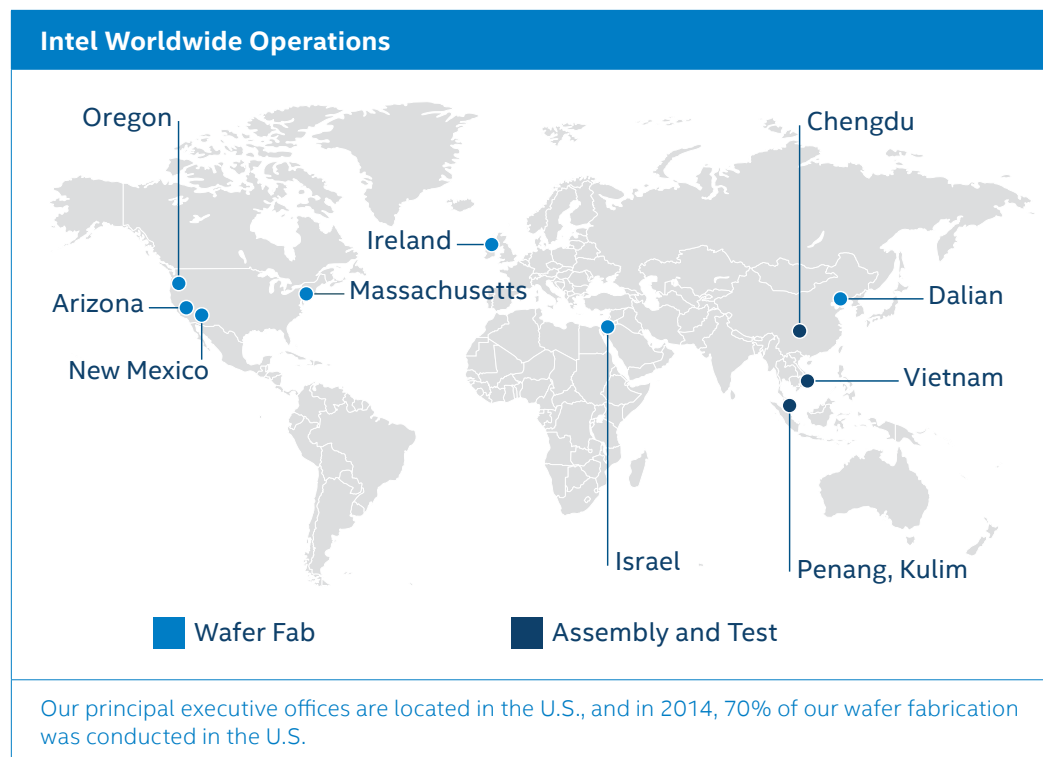 Intel Worldwide Operations
Oregon
Chengdu
Ireland
Massachusetts
Arizona
Dalian
New Mexico
Vietnam
Israel
Penang, Kulim
Wafer Fab
Assembly and Test
Our principal executive offices are located in the U.S., and in 2014, 70% of our wafer fabrication
was conducted in the U.S.